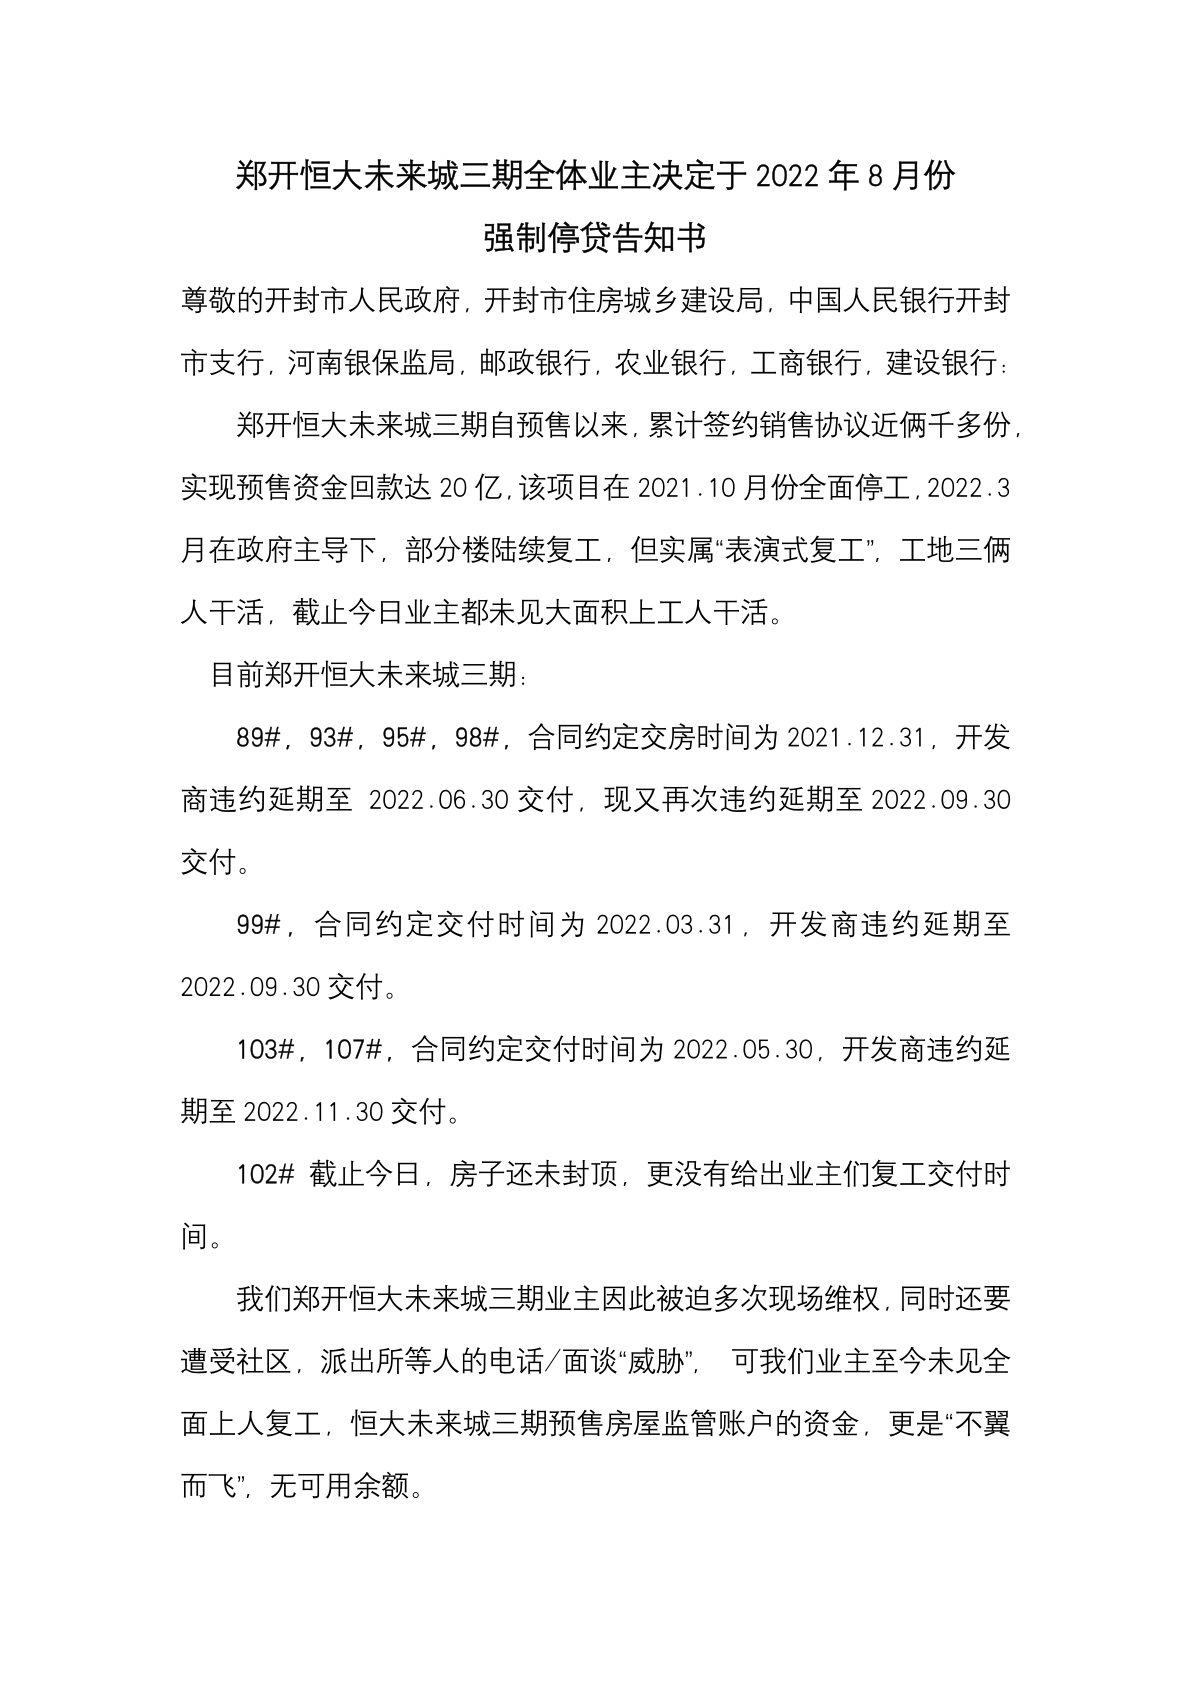 郑开恒大未来城三期全体业主决定于 2022 年 8 月份
强制停贷告知书
尊敬的开封市人民政府，开封市住房城乡建设局，中国人民银行开封
市支行，河南银保监局，邮政银行，农业银行，工商银行，建设银行：
郑开恒大未来城三期自预售以来，累计签约销售协议近俩千多份，
实现预售资金回款达 20 亿，该项目在 2021.10 月份全面停工，2022.3
月在政府主导下，部分楼陆续复工，但实属“表演式复工”，工地三俩
人干活，截止今日业主都未见大面积上工人干活。
目前郑开恒大未来城三期：
89#，93#，95#，98#，合同约定交房时间为 2021.12.31，开发
商违约延期至 2022.06.30 交付，现又再次违约延期至 2022.09.30
交付。
99#，合同约定交付时间为 2022.03.31，开发商违约延期至
2022.09.30 交付。
103#，107#，合同约定交付时间为 2022.05.30，开发商违约延
期至 2022.11.30 交付。
102# 截止今日，房子还未封顶，更没有给出业主们复工交付时
间。
我们郑开恒大未来城三期业主因此被迫多次现场维权，同时还要
遭受社区，派出所等人的电话/面谈“威胁”， 可我们业主至今未见全
面上人复工，恒大未来城三期预售房屋监管账户的资金，更是“不翼
而飞”，无可用余额。